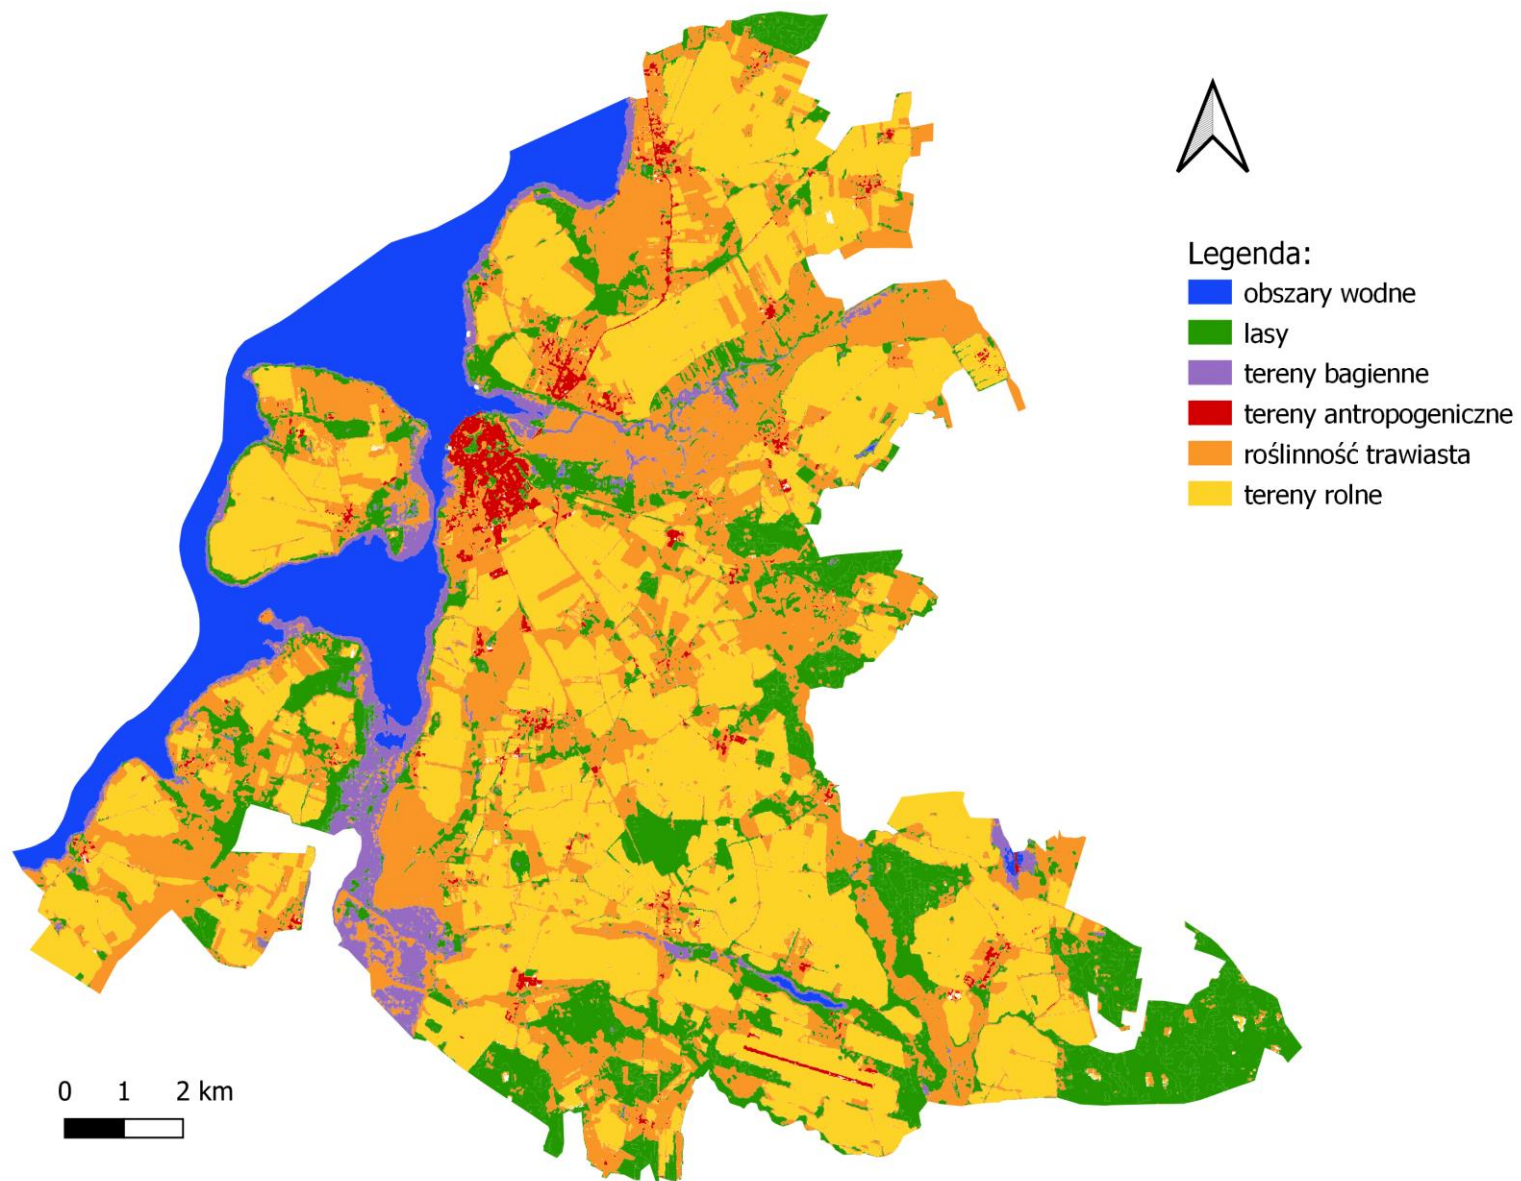 Legenda:
obszary wodne
lasy
tereny bagienne
tereny antropogeniczne
roślinność trawiasta
tereny rolne
0 1 2 km